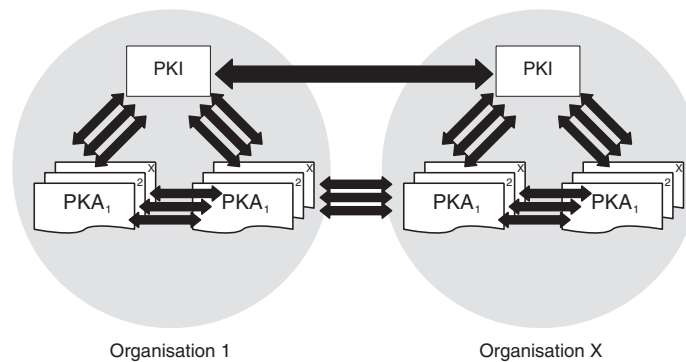 PKI
PKI
X
2
PKA₁
X
2
PKA₁
X
2
PKA₁
X
2
PKA₁
Organisation 1
Organisation X